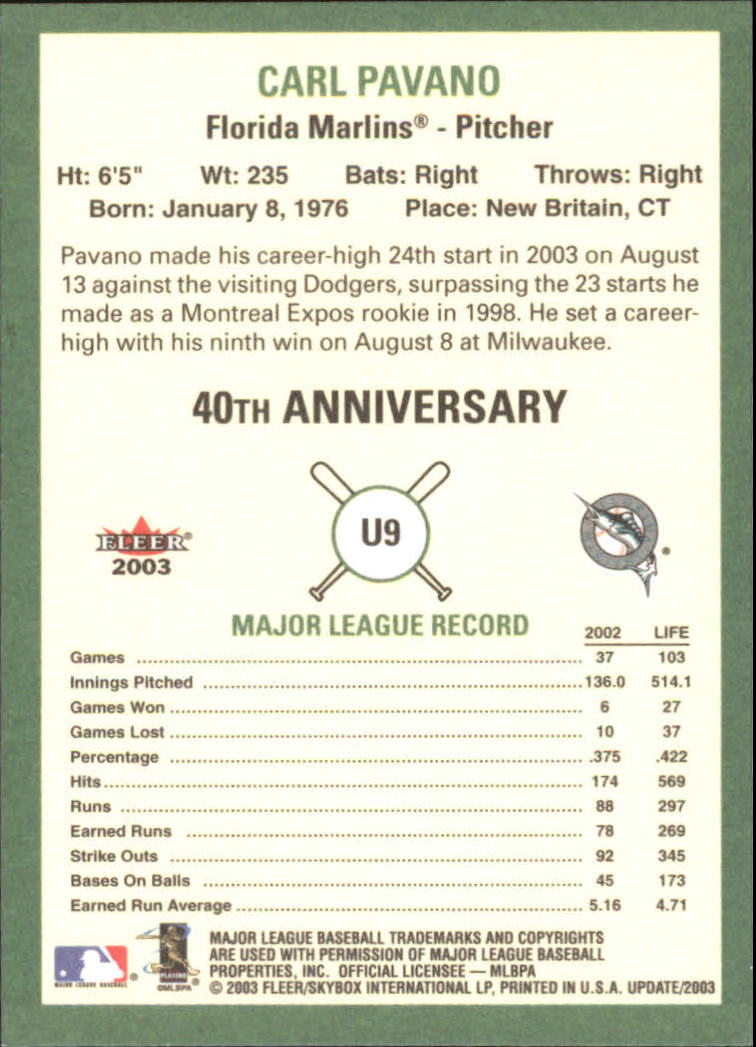 CARL PAVANO
Florida Marlins® - Pitcher
Ht: 6'5" Wt: 235 Bats: Right Throws: Right
Born: January 8, 1976 Place: New Britain, CT
Pavano made his career-high 24th start in 2003 on August
13 against the visiting Dodgers, surpassing the 23 starts he
made as a Montreal Expos rookie in 1998. He set a career-
high with his ninth win on August 8 at Milwaukee.
40TH ANNIVERSARY
U9
FLEER®
2003
®
MAJOR LEAGUE RECORD 2002 LIFE
Games 37 103
Innings Pitched 136.0 514.1
Games Won 6 27
Games Lost 10 37
Percentage .375 .422
Hits 174 569
Runs 88 297
Earned Runs 78 269
Strike Outs 92 345
Bases On Balls 45 173
Earned Run Average 5.16 4.71
MAJOR LEAGUE BASEBALL TRADEMARKS AND COPYRIGHTS
ARE USED WITH PERMISSION OF MAJOR LEAGUE BASEBALL
PROPERTIES, INC. OFFICIAL LICENSEE — MLBPA
© 2003 FLEER/SKYBOX INTERNATIONAL LP, PRINTED IN U.S.A. UPDATE/2003
MAJOR LEAGUE BASEBALL
®
PLAYERS
©MLBPA
®